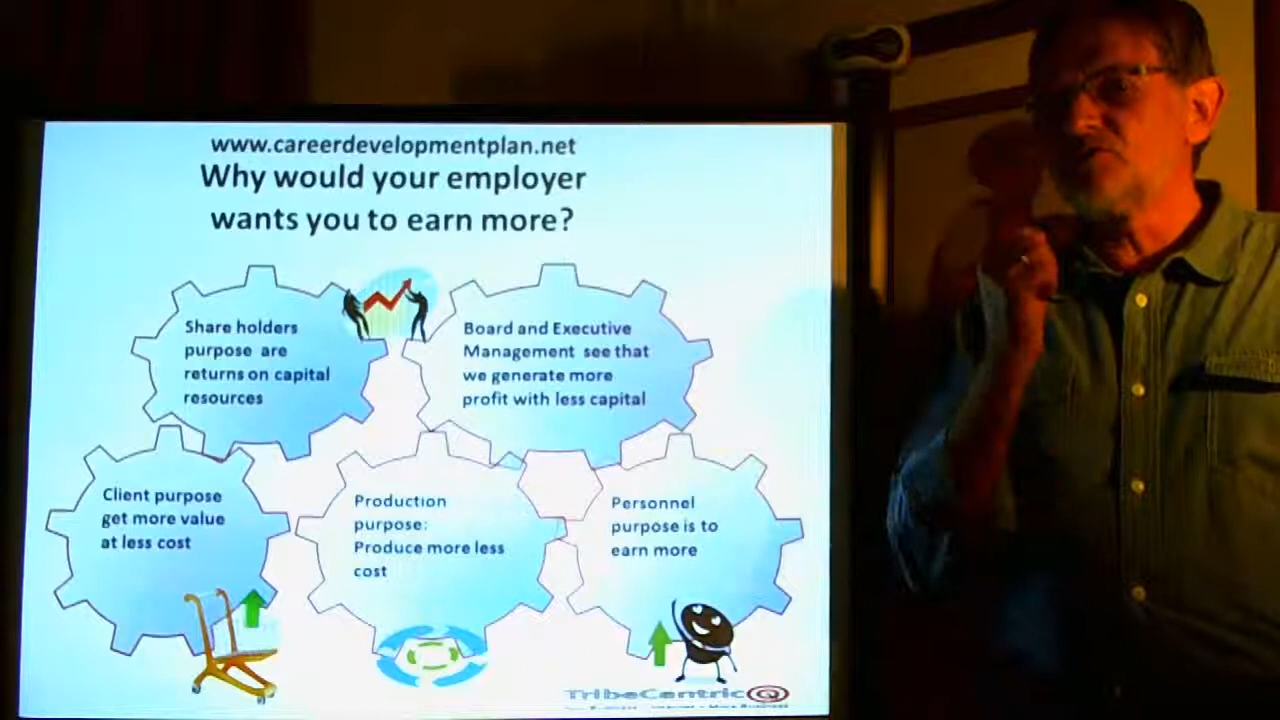 www.careerdevelopmentplan.net
Why would your employer
wants you to earn more?
Share holders
purpose are
returns on capital
resources
Board and Executive
Management see that
we generate more
profit with less capital
Client purpose
get more value
at less cost
Production
purpose:
Produce more less
cost
Personnel
purpose is to
earn more
TribeCentric@